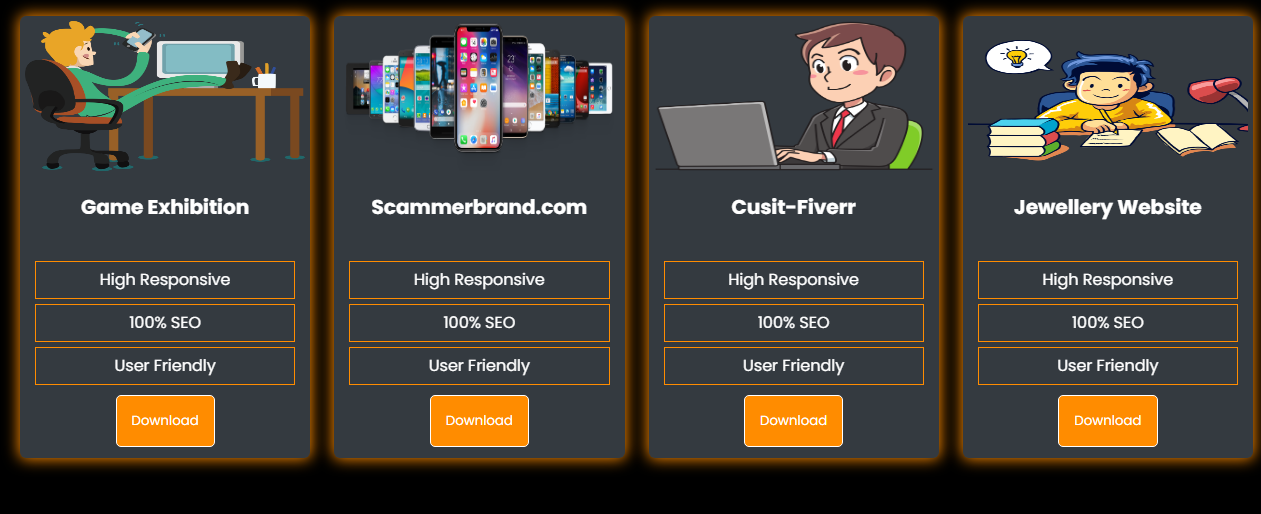 Game Exhibition
High Responsive
100% SEO
User Friendly
Download
Scammerbrand.com
High Responsive
100% SEO
User Friendly
Download
Cusit-Fiverr
High Responsive
100% SEO
User Friendly
Download
Jewellery Website
High Responsive
100% SEO
User Friendly
Download